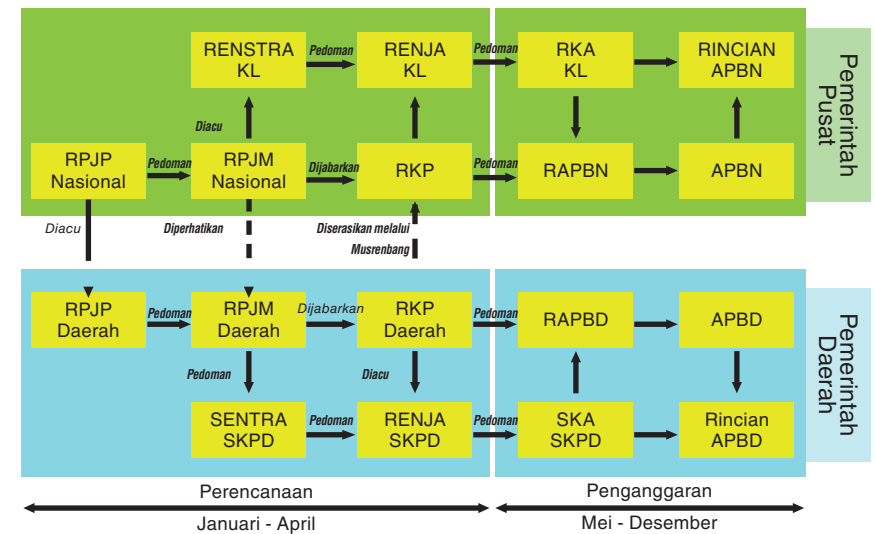 RENSTRA
KL
Pedoman
RENJA
KL
Pedoman
RKA
KL
RINCIAN
APBN
Pemerintah
Pusat
Diacu
RPJP
Nasional
Pedoman
RPJM
Nasional
Dijabarkan
RKP
Pedoman
RAPBN
APBN
Diacu
Diperhatikan
Diserasikan melalui
Musrenbang
RPJP
Daerah
Pedoman
RPJM
Daerah
Dijabarkan
RKP
Daerah
Pedoman
RAPBD
APBD
Pemerintah
Daerah
Pedoman
Diacu
SENTRA
SKPD
Pedoman
RENJA
SKPD
Pedoman
SKA
SKPD
Rincian
APBD
Perencanaan
Penganggaran
Januari - April
Mei - Desember